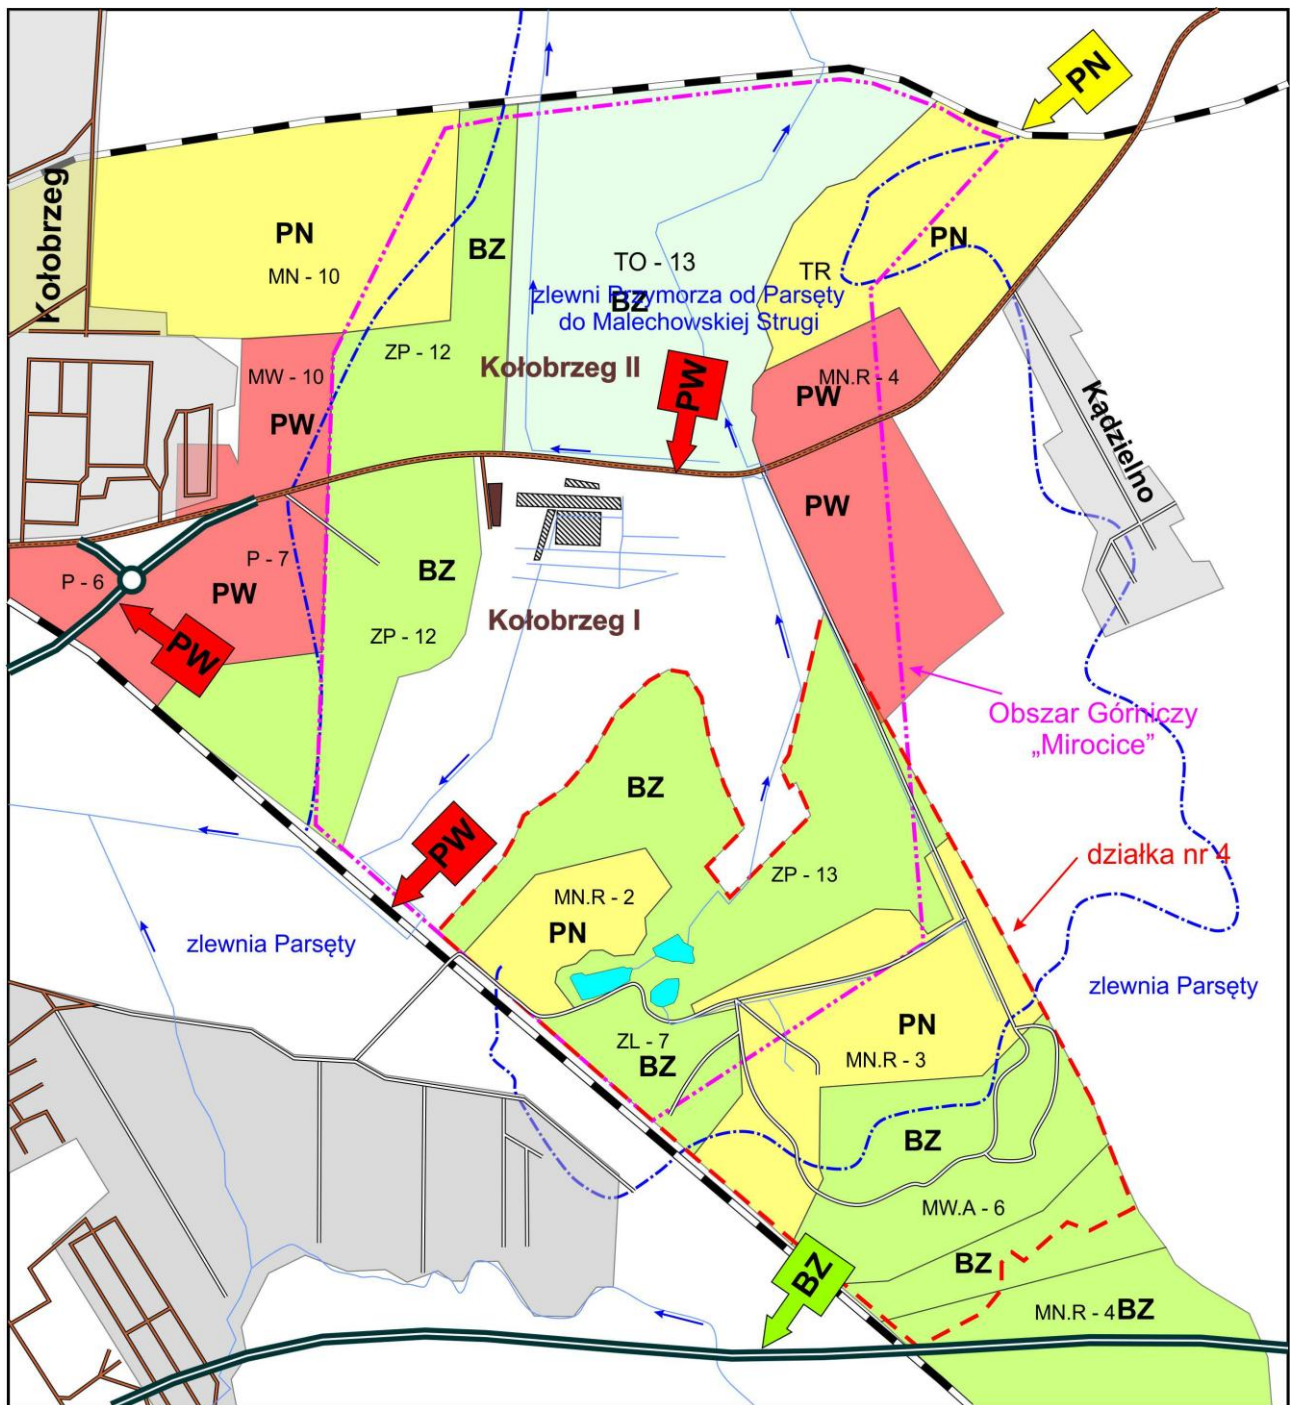 PN
Kołobrzeg
PN
MN - 10
BZ
PN
TO - 13
TR
zlewni Przymorza od Parsęty
BZ
do Malechowskiej Strugi
ZP - 12
Kołobrzeg II
MW - 10
PW
PW
MN.R - 4
PW
Kądzielno
PW
P - 7
P - 6
PW
BZ
ZP - 12
Kołobrzeg I
PW
Obszar Górniczy
„Mirocice”
BZ
PW
działka nr 4
ZP - 13
MN.R - 2
PN
zlewnia Parsęty
zlewnia Parsęty
PN
ZL - 7
BZ
MN.R - 3
BZ
MW.A - 6
BZ
BZ
MN.R - 4
BZ